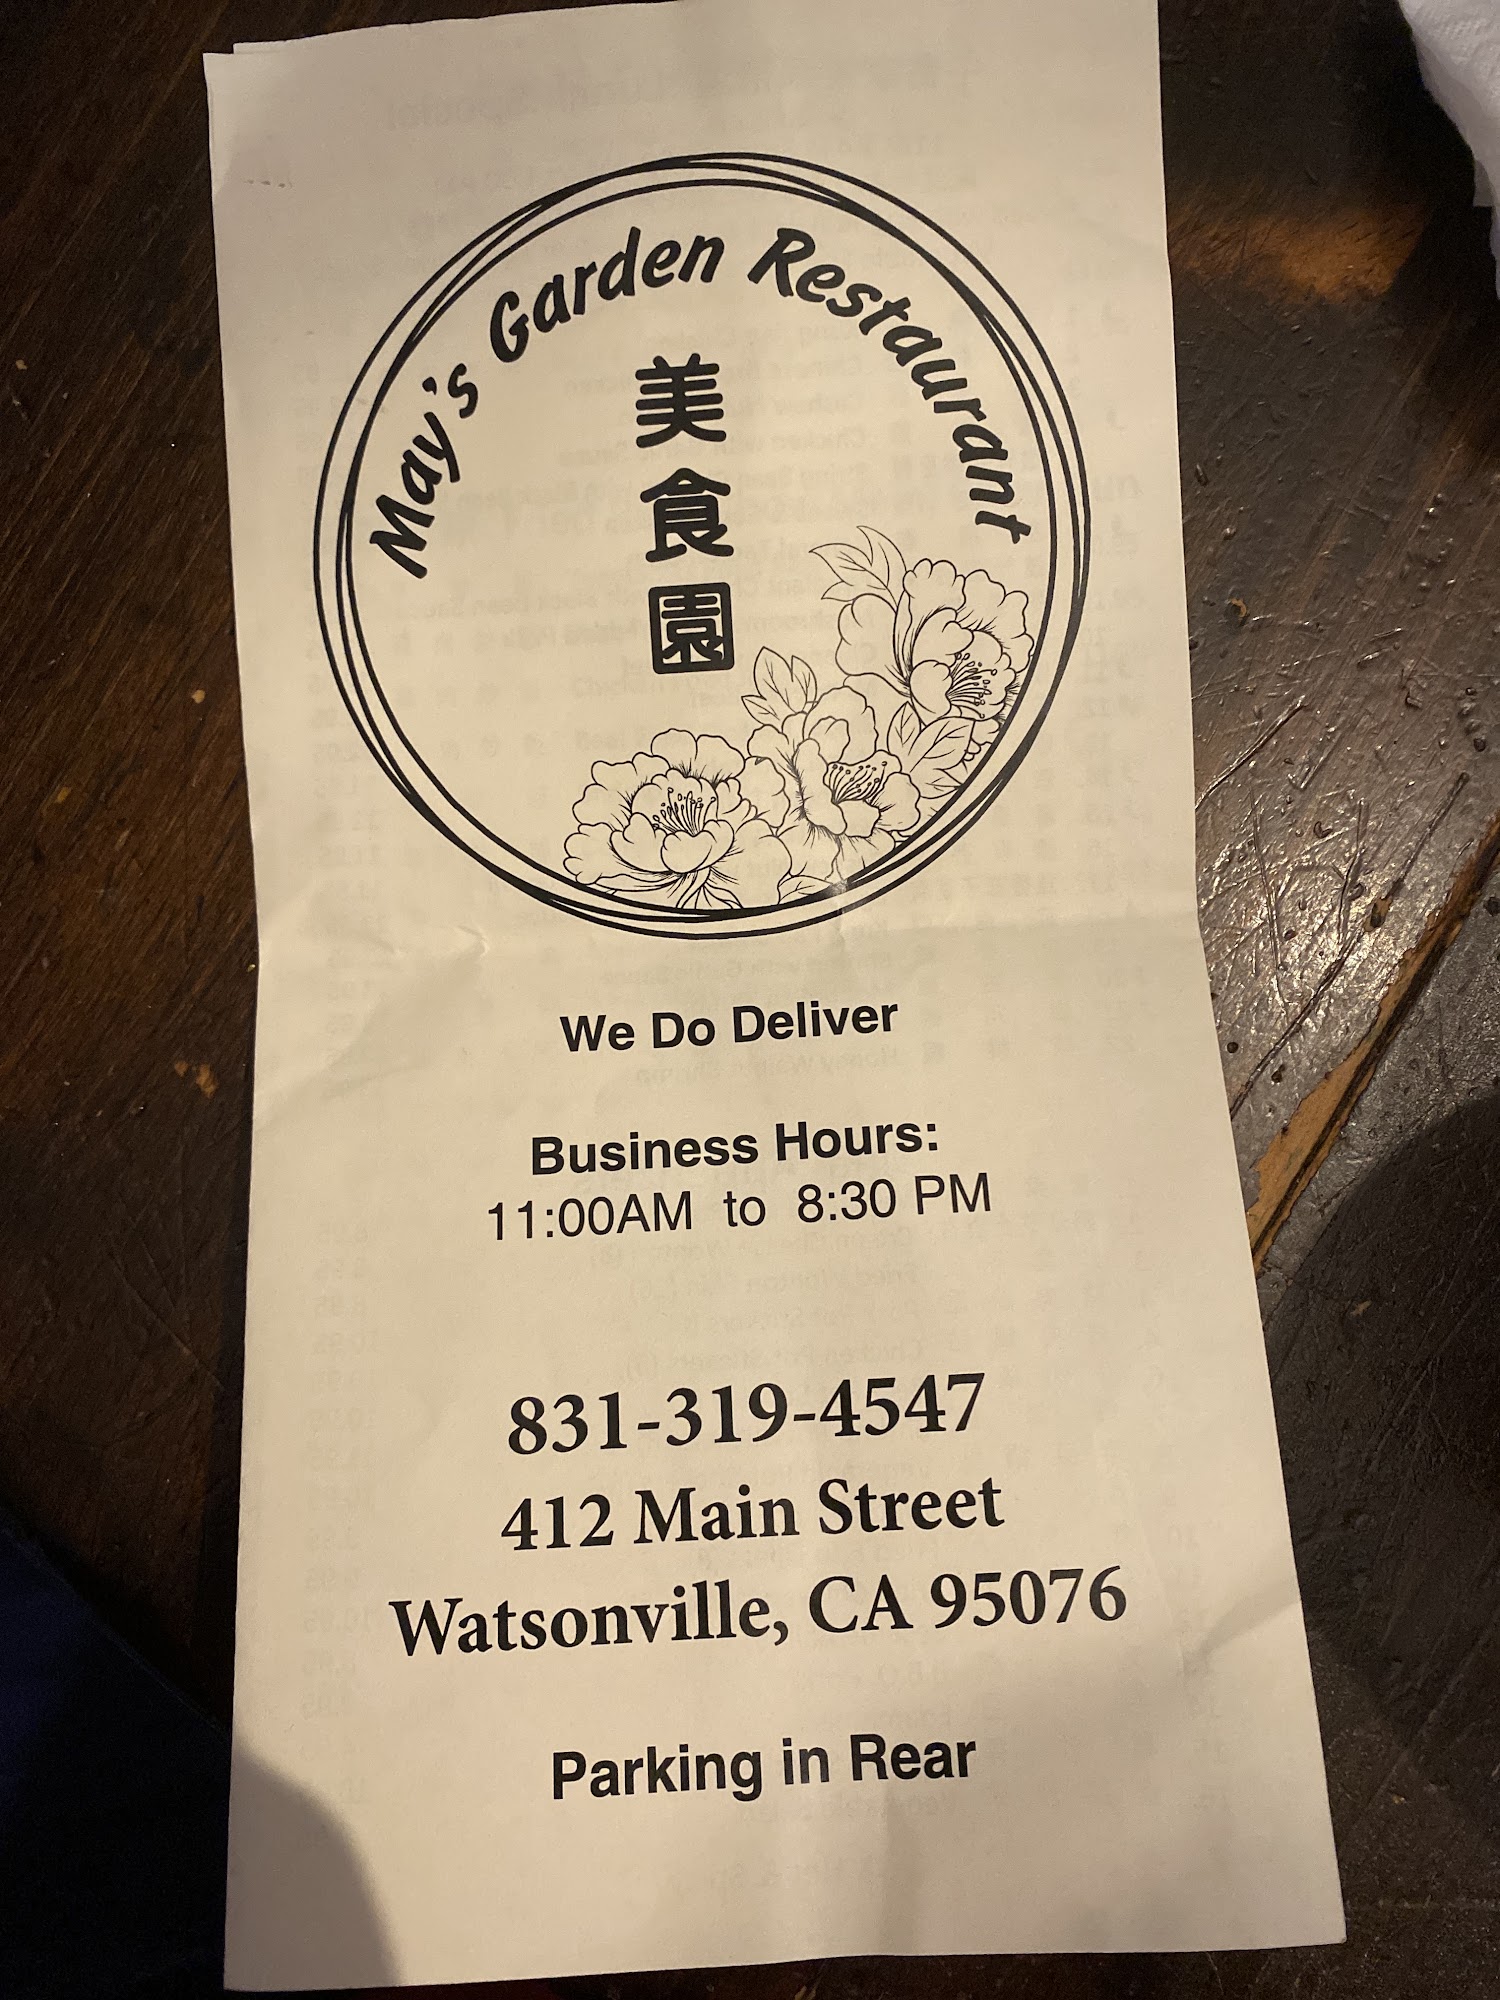 May's Garden Restaurant
美
食
園
We Do Deliver
Business Hours:
11:00AM to 8:30 PM
831-319-4547
412 Main Street
Watsonville, CA 95076
Parking in Rear